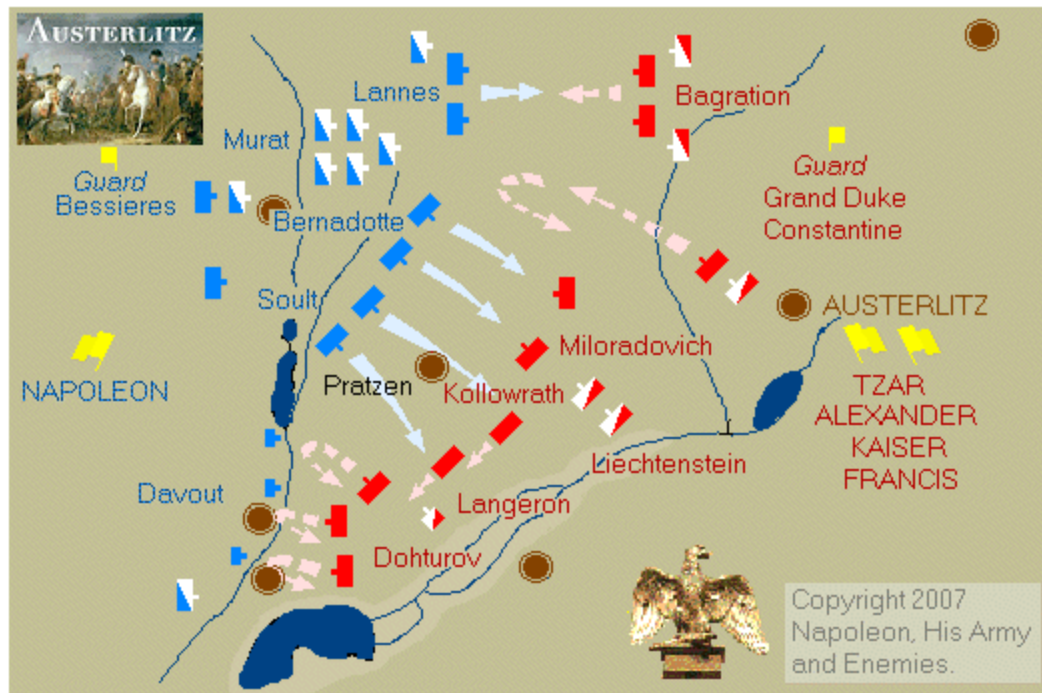 AUSTERLITZ
Lannes
Bagration
Murat
Guard
Bessieres
Guard
Grand Duke
Constantine
Bernadotte
Soult
AUSTERLITZ
NAPOLEON
Pratzen
Miloradovich
Kollowrath
TZAR
ALEXANDER
KAISER
FRANCIS
Liechtenstein
Davout
Langeron
Dohturov
Copyright 2007
Napoleon, His Army
and Enemies.